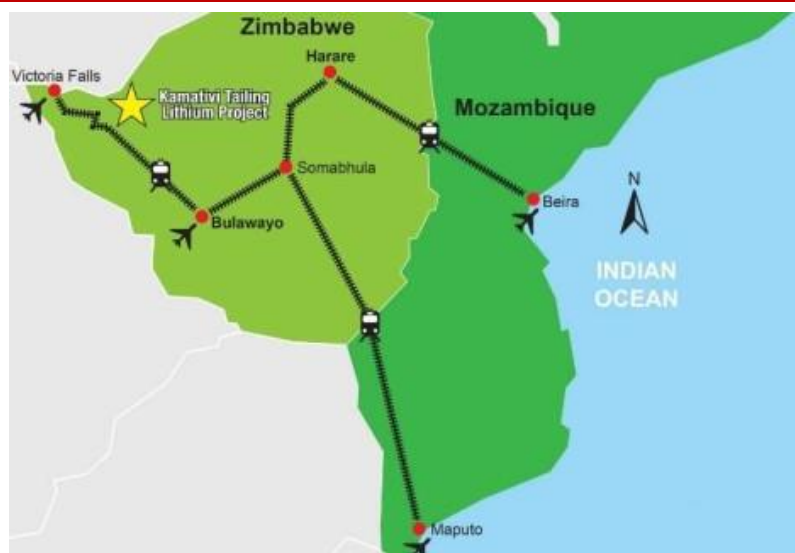 Zimbabwe
Harare
Victoria Falls
Kamativi Tailing
Lithium Project
Mozambique
Somabhula
N
Beira
Bulawayo
INDIAN
OCEAN
Maputo